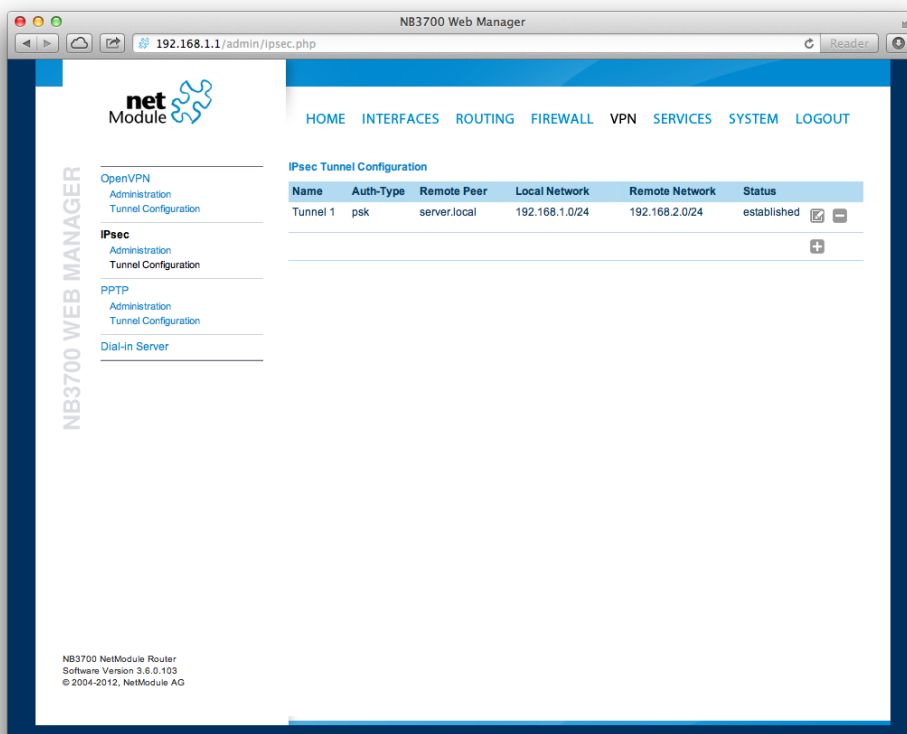 NB3700 Web Manager
192.168.1.1/admin/ipsec.php
Reader
net
Module
HOME INTERFACES ROUTING FIREWALL VPN SERVICES SYSTEM LOGOUT
NB3700 WEB MANAGER
OpenVPN
Administration
Tunnel Configuration
IPsec
Administration
Tunnel Configuration
PPTP
Administration
Tunnel Configuration
Dial-in Server
IPsec Tunnel Configuration
Name Auth-Type Remote Peer Local Network Remote Network Status
Tunnel 1 psk server.local 192.168.1.0/24 192.168.2.0/24 established
NB3700 NetModule Router
Software Version 3.6.0.103
© 2004-2012, NetModule AG